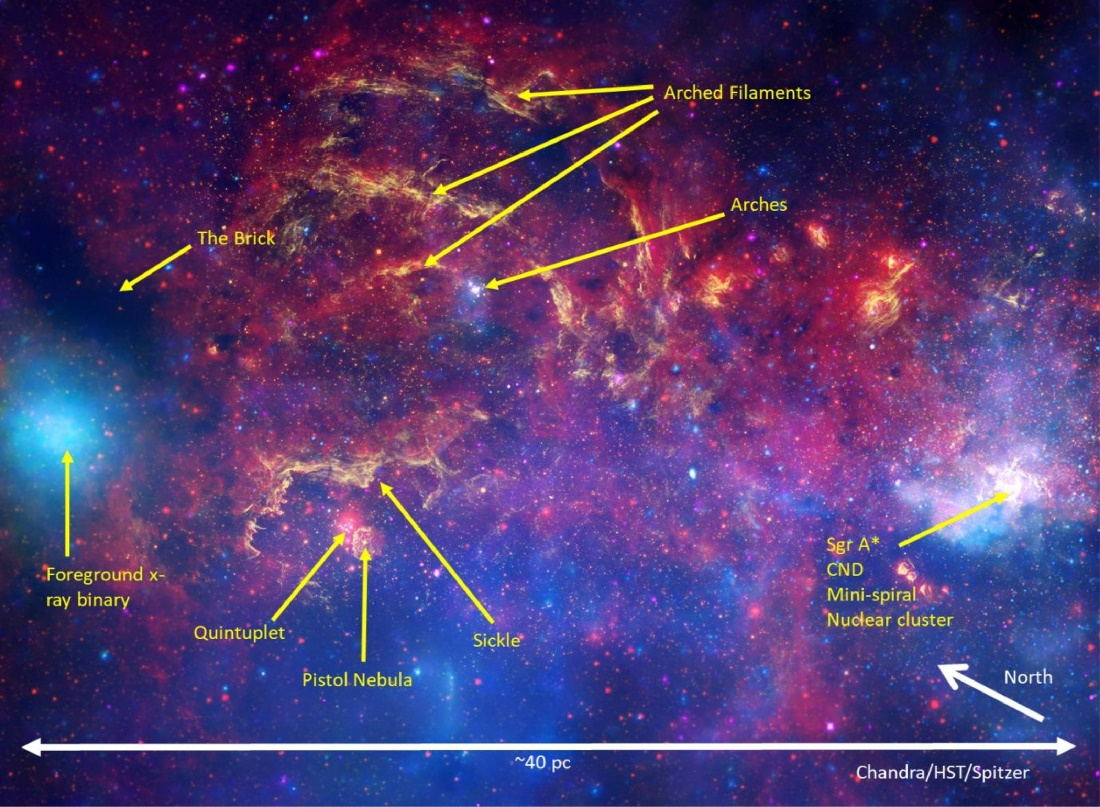 Arched Filaments
Arches
The Brick
Foreground x-
ray binary
Quintuplet
Pistol Nebula
Sickle
Sgr A*
CND
Mini-spiral
Nuclear cluster
North
~40 pc
Chandra/HST/Spitzer